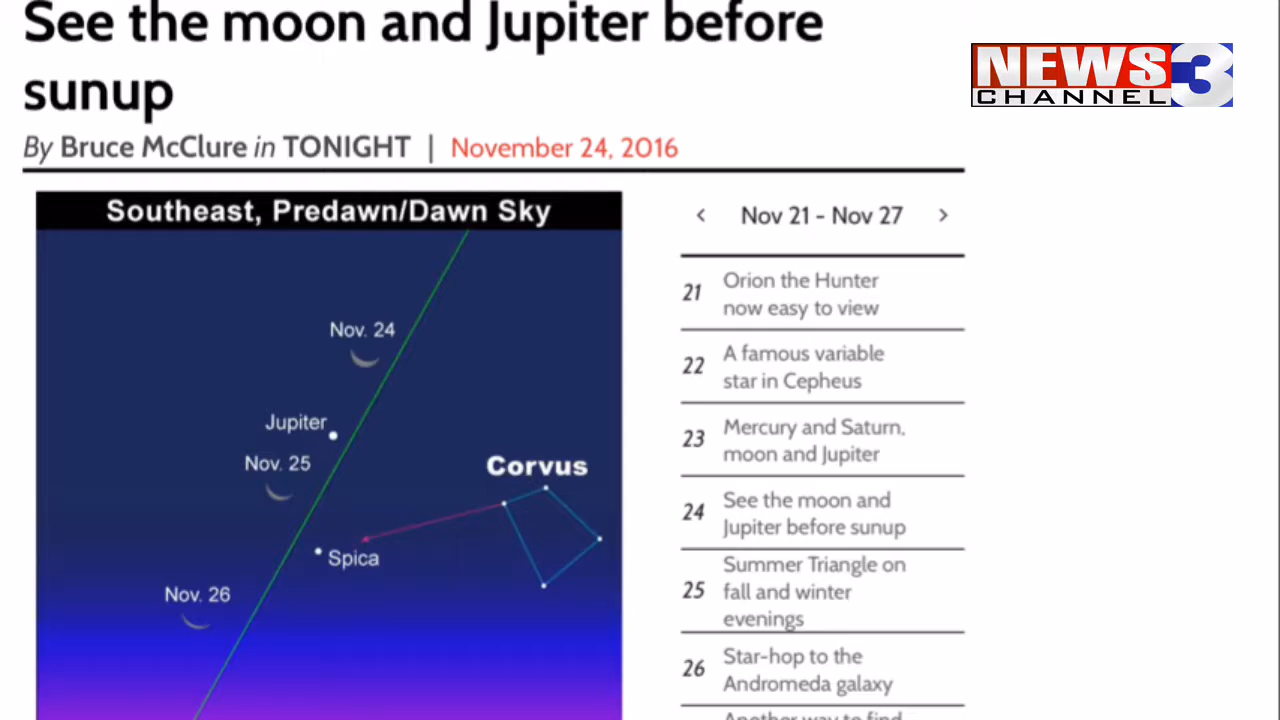 See the moon and Jupiter before
sunup
NEWS
CHANNEL 3
By Bruce McClure in TONIGHT | November 24, 2016
Southeast, Predawn/Dawn Sky
Nov. 24
Jupiter
Nov. 25
Corvus
Spica
Nov. 26
< Nov 21 - Nov 27 >
21 Orion the Hunter
now easy to view
22 A famous variable
star in Cepheus
23 Mercury and Saturn,
moon and Jupiter
24 See the moon and
Jupiter before sunup
25 Summer Triangle on
fall and winter
evenings
26 Star-hop to the
Andromeda galaxy
Another way to find